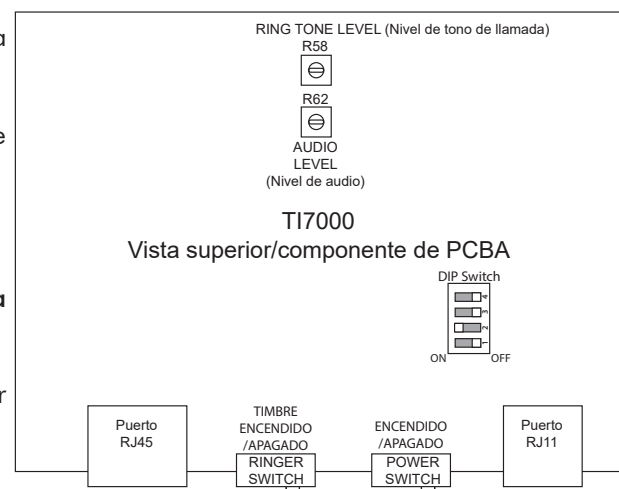 a
RING TONE LEVEL (Nivel de tono de llamada)
R58
e
R62
AUDIO
LEVEL
(Nivel de audio)
TI7000
Vista superior/componente de PCBA
DIP Switch
a
4
3
2
1
ON OFF
r
Puerto
RJ45
TIMBRE
ENCENDIDO
/APAGADO
RINGER
SWITCH
ENCENDIDO
/APAGADO
POWER
SWITCH
Puerto
RJ11